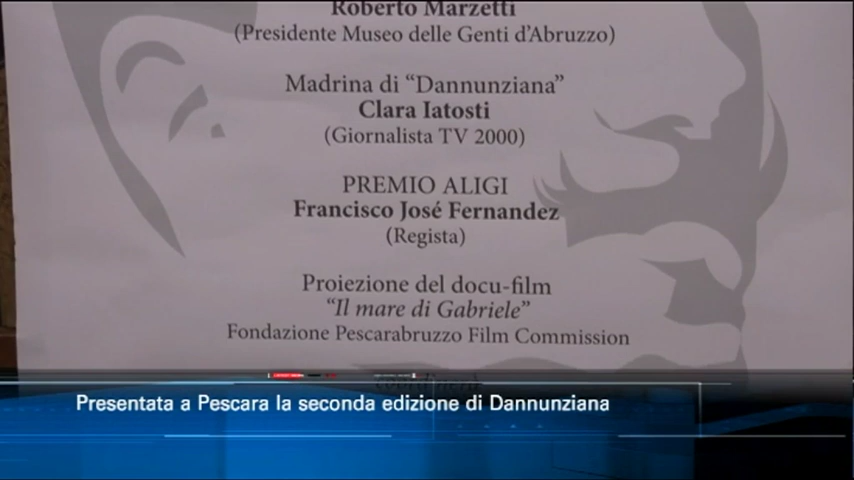 Roberto Marzetti
(Presidente Museo delle Genti d'Abruzzo)
Madrina di "Dannunziana"
Clara Iatosti
(Giornalista TV 2000)
PREMIO ALIGI
Francisco José Fernandez
(Regista)
Proiezione del docu-film
"Il mare di Gabriele"
Fondazione Pescarabruzzo Film Commission
Presentata a Pescara la seconda edizione di Dannunziana